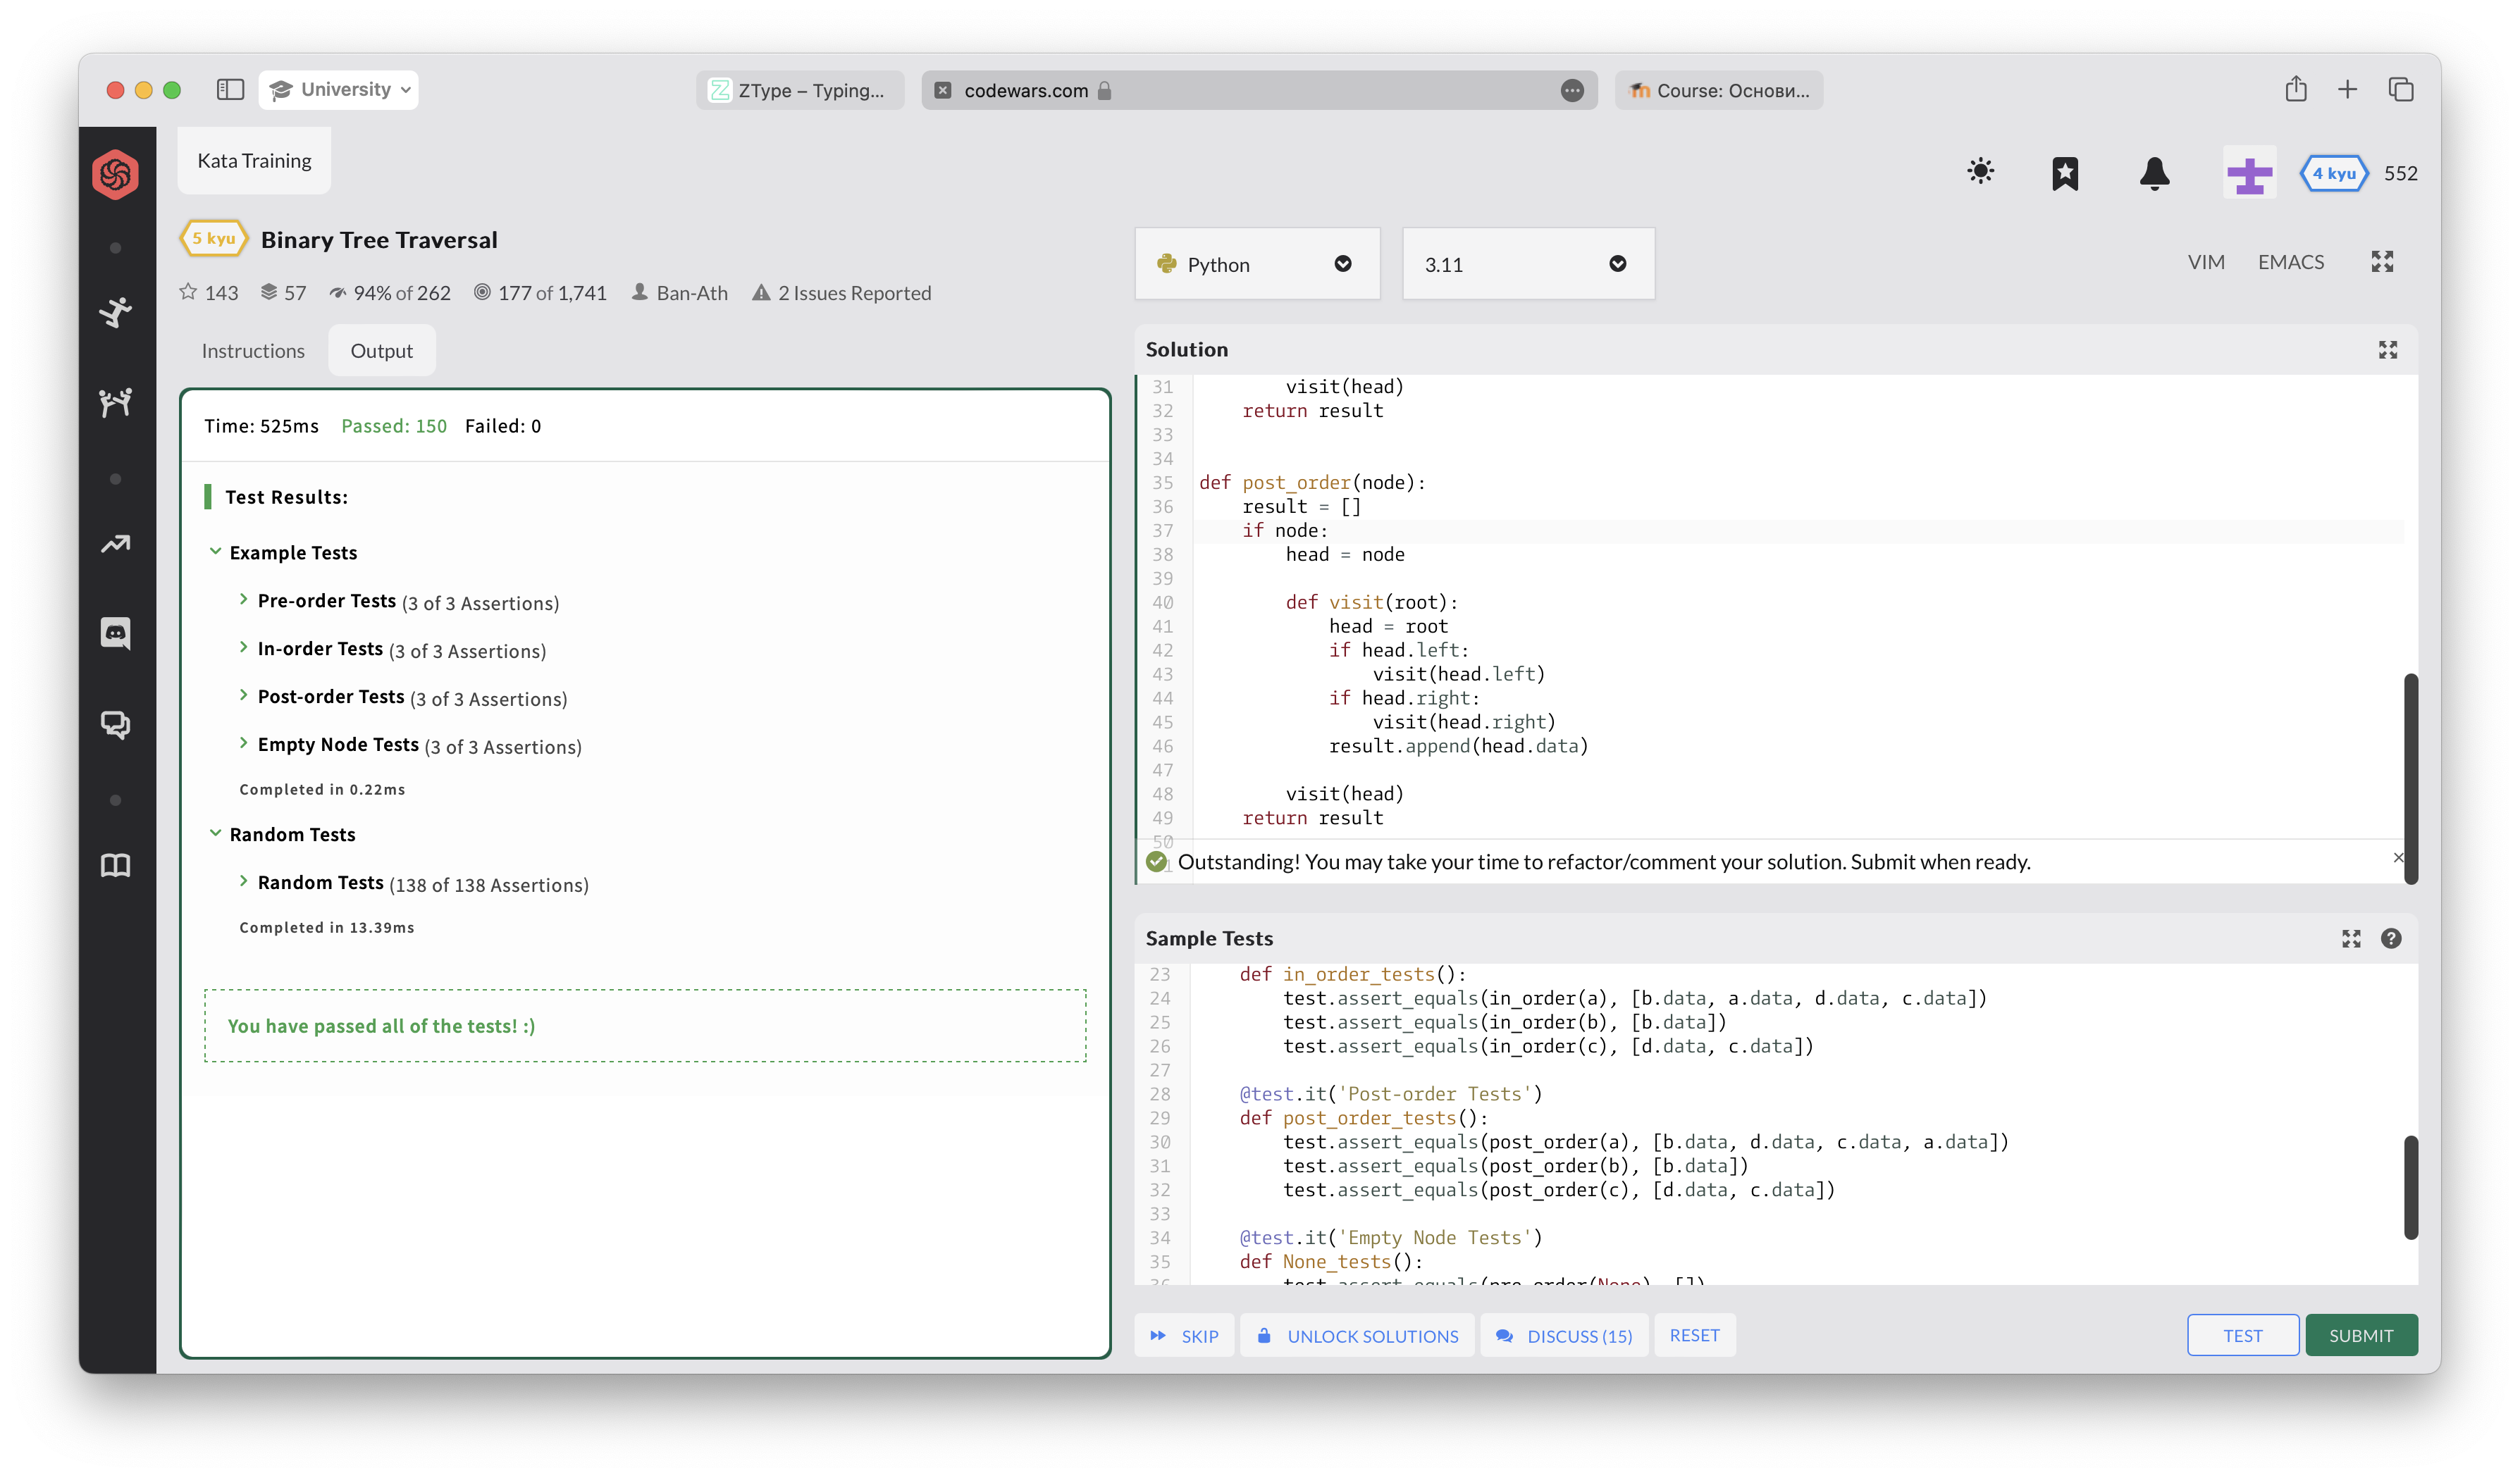 University
ZType – Typing...
codewars.com
Course: Основи...
Kata Training
4 kyu
552
5 kyu
Binary Tree Traversal
143
57
94% of 262
177 of 1,741
Ban-Ath
2 Issues Reported
Python
3.11
VIM
EMACS
Instructions
Output
Time: 525ms
Passed: 150
Failed: 0
Test Results:
Example Tests
Pre-order Tests (3 of 3 Assertions)
In-order Tests (3 of 3 Assertions)
Post-order Tests (3 of 3 Assertions)
Empty Node Tests (3 of 3 Assertions)
Completed in 0.22ms
Random Tests
Random Tests (138 of 138 Assertions)
Completed in 13.39ms
You have passed all of the tests! :)
Solution
31 visit(head)
32 return result
33
34
35 def post_order(node):
36 result = []
37 if node:
38 head = node
39
40 def visit(root):
41 head = root
42 if head.left:
43 visit(head.left)
44 if head.right:
45 visit(head.right)
46 result.append(head.data)
47
48 visit(head)
49 return result
50
Outstanding! You may take your time to refactor/comment your solution. Submit when ready.
Sample Tests
23 def in_order_tests():
24 test.assert_equals(in_order(a), [b.data, a.data, d.data, c.data])
25 test.assert_equals(in_order(b), [b.data])
26 test.assert_equals(in_order(c), [d.data, c.data])
27
28 @test.it('Post-order Tests')
29 def post_order_tests():
30 test.assert_equals(post_order(a), [b.data, d.data, c.data, a.data])
31 test.assert_equals(post_order(b), [b.data])
32 test.assert_equals(post_order(c), [d.data, c.data])
33
34 @test.it('Empty Node Tests')
35 def None_tests():
36 test.assert_equals(pre_order(None), [])
SKIP
UNLOCK SOLUTIONS
DISCUSS (15)
RESET
TEST
SUBMIT